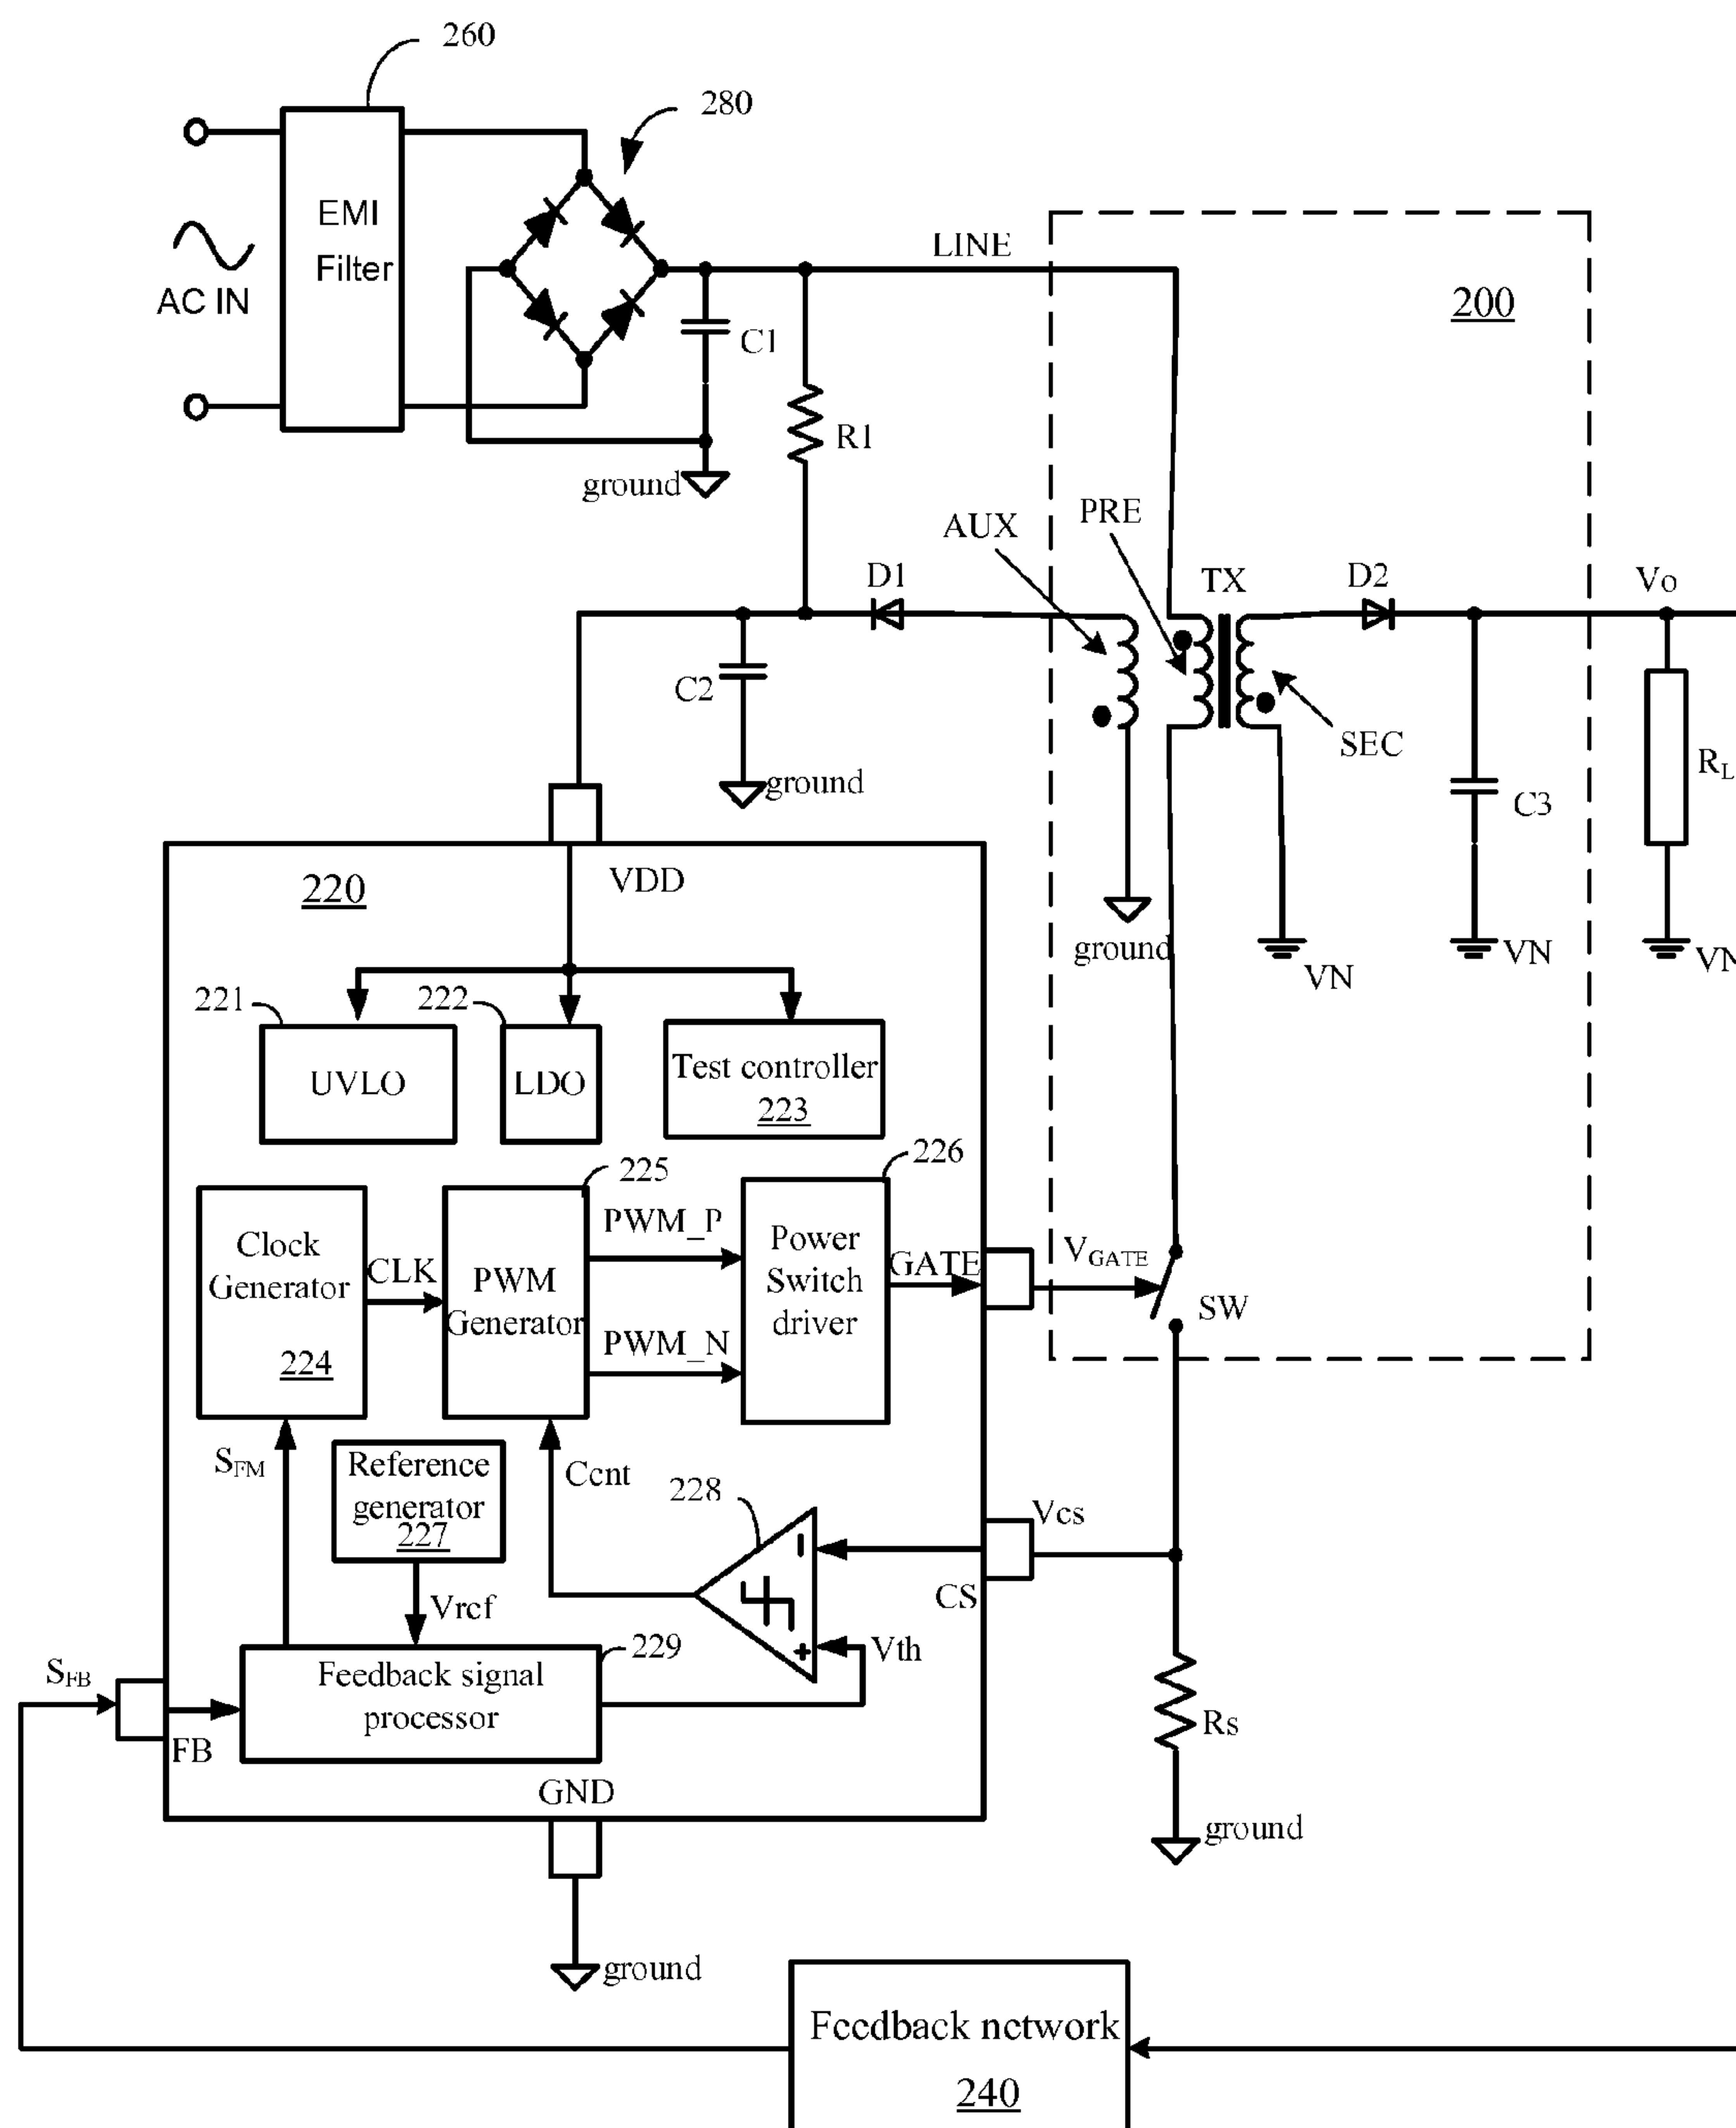 260
280
EMI
Filter
AC IN
LINE
200
C1
R1
ground
AUX
PRE
TX
D1
D2
Vo
C2
SEC
RL
C3
ground
220
VDD
ground
VN
VN
VN
221
222
UVLO
LDO
Test controller
223
226
225
Clock
Generator
224
CLK
PWM
Generator
PWM_P
PWM_N
Power
Switch
driver
GATE
VGATE
SW
SFM
Reference
generator
227
Vref
Ccnt
228
Vcs
CS
+
Vth
229
SFB
FB
Feedback signal
processor
Rs
GND
ground
ground
Feedback network
240